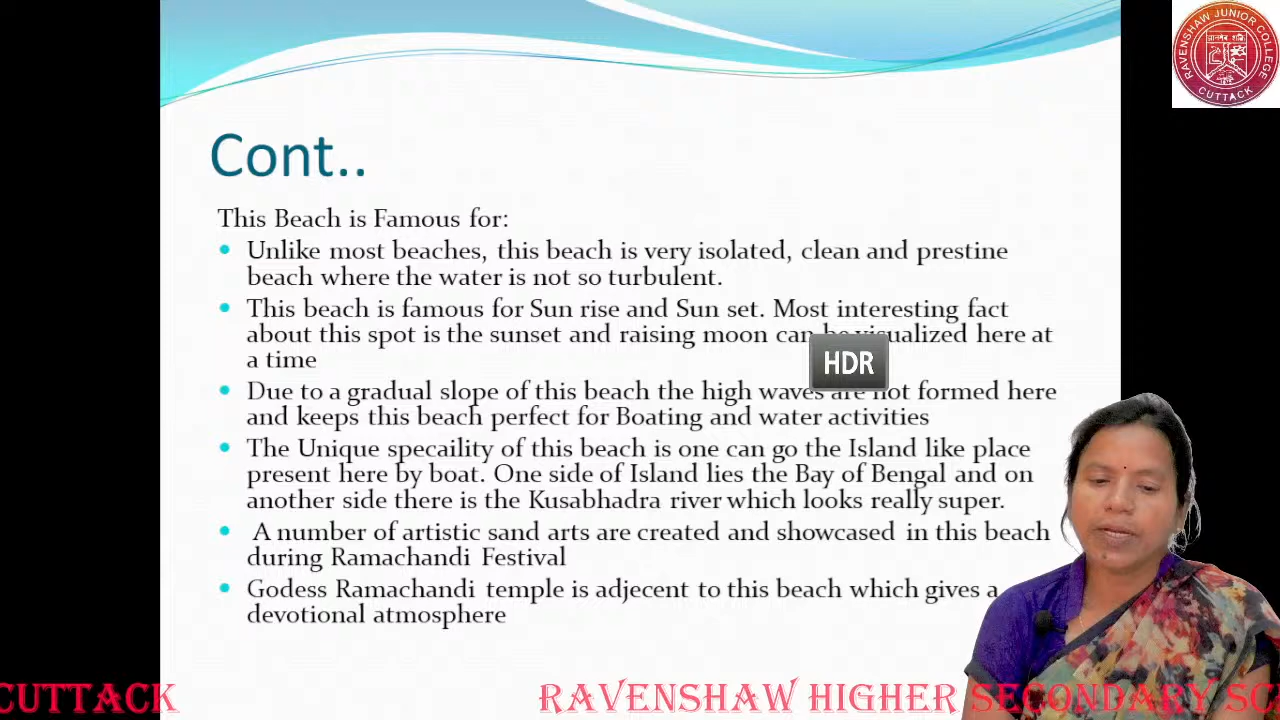 RAVENSHAW JUNIOR COLLEGE
CUTTACK
Cont..
This Beach is Famous for:
Unlike most beaches, this beach is very isolated, clean and prestine
beach where the water is not so turbulent.
This beach is famous for Sun rise and Sun set. Most interesting fact
about this spot is the sunset and raising moon can be visualized here at
a time
HDR
Due to a gradual slope of this beach the high waves are not formed here
and keeps this beach perfect for Boating and water activities
The Unique specaility of this beach is one can go the Island like place
present here by boat. One side of Island lies the Bay of Bengal and on
another side there is the Kusabhadra river which looks really super.
A number of artistic sand arts are created and showcased in this beach
during Ramachandi Festival
Godess Ramachandi temple is adjecent to this beach which gives a
devotional atmosphere
CUTTACK RAVENSHAW HIGHER SECONDARY SC